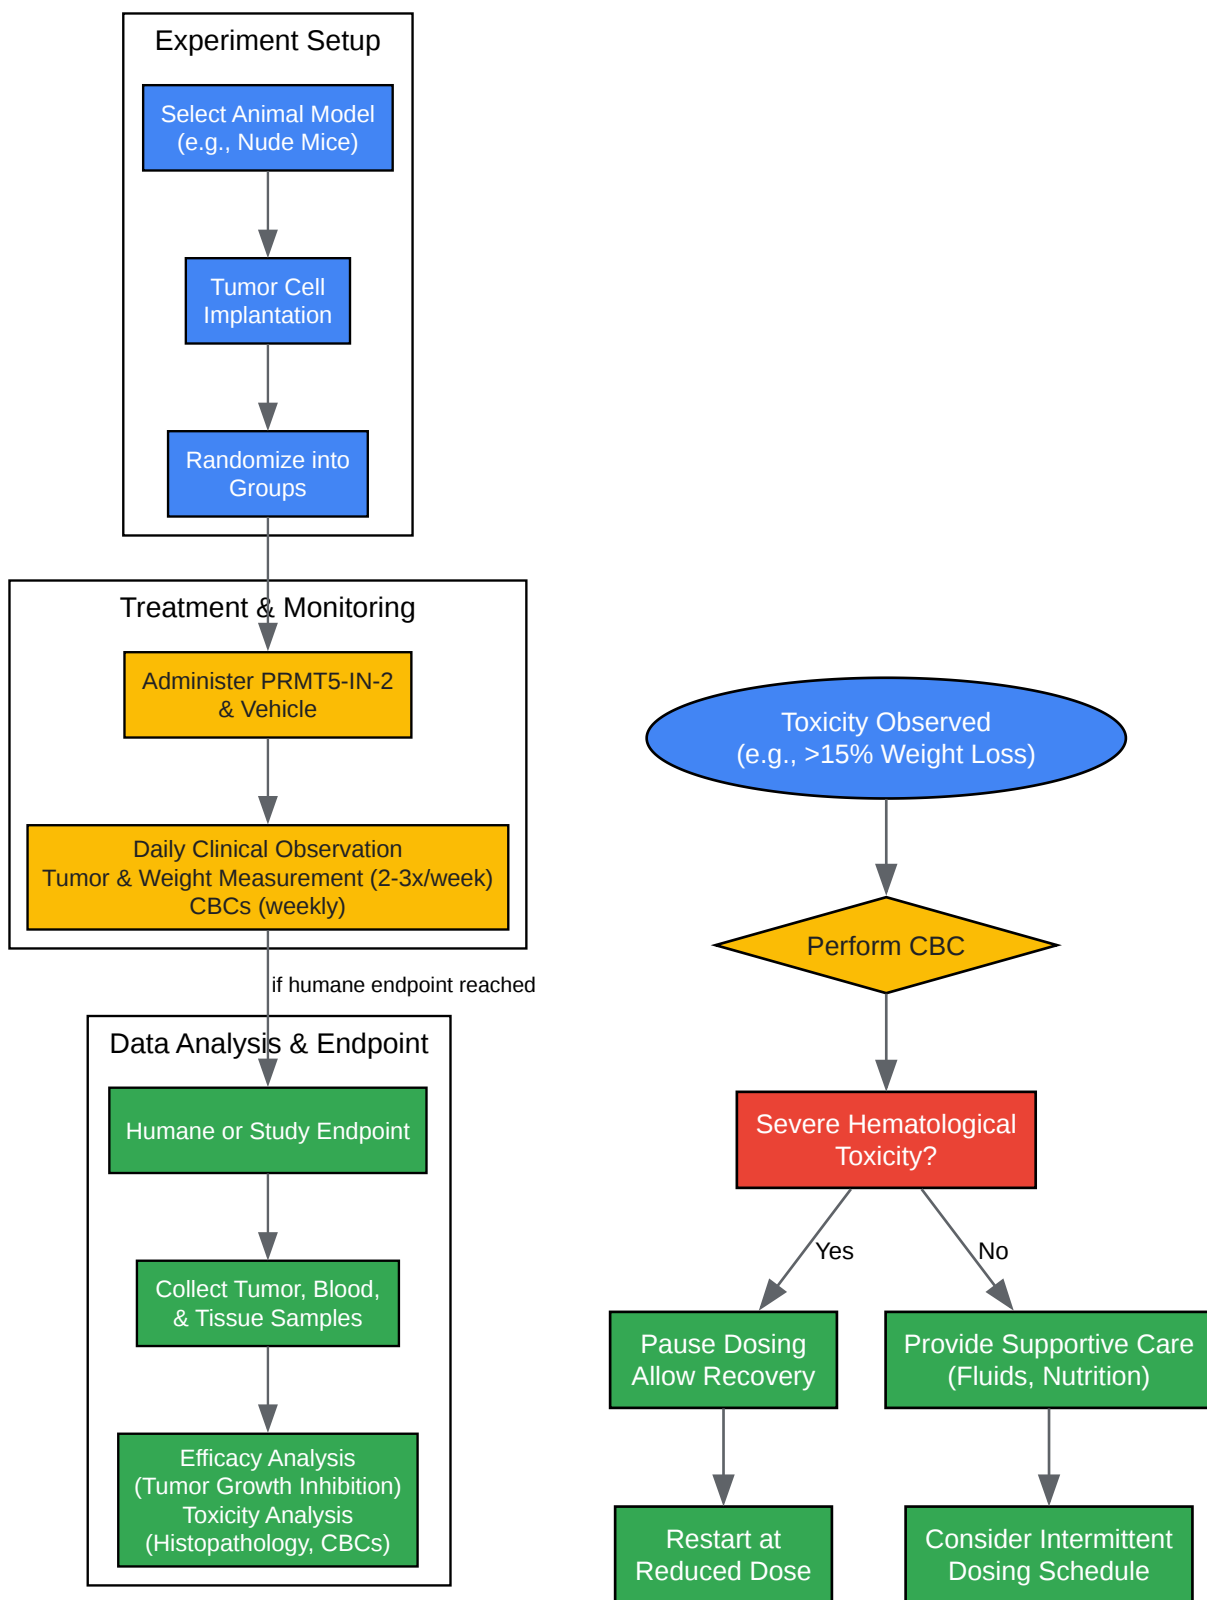 Experiment Setup
Select Animal Model
(e.g., Nude Mice)
Tumor Cell
Implantation
Randomize into
Groups
Treatment & Monitoring
Administer PRMT5-IN-2
& Vehicle
Daily Clinical Observation
Tumor & Weight Measurement (2-3x/week)
CBCs (weekly)
if humane endpoint reached
Data Analysis & Endpoint
Humane or Study Endpoint
Collect Tumor, Blood,
& Tissue Samples
Efficacy Analysis
(Tumor Growth Inhibition)
Toxicity Analysis
(Histopathology, CBCs)
Toxicity Observed
(e.g., >15% Weight Loss)
Perform CBC
Severe Hematological
Toxicity?
Yes
No
Pause Dosing
Allow Recovery
Provide Supportive Care
(Fluids, Nutrition)
Restart at
Reduced Dose
Consider Intermittent
Dosing Schedule